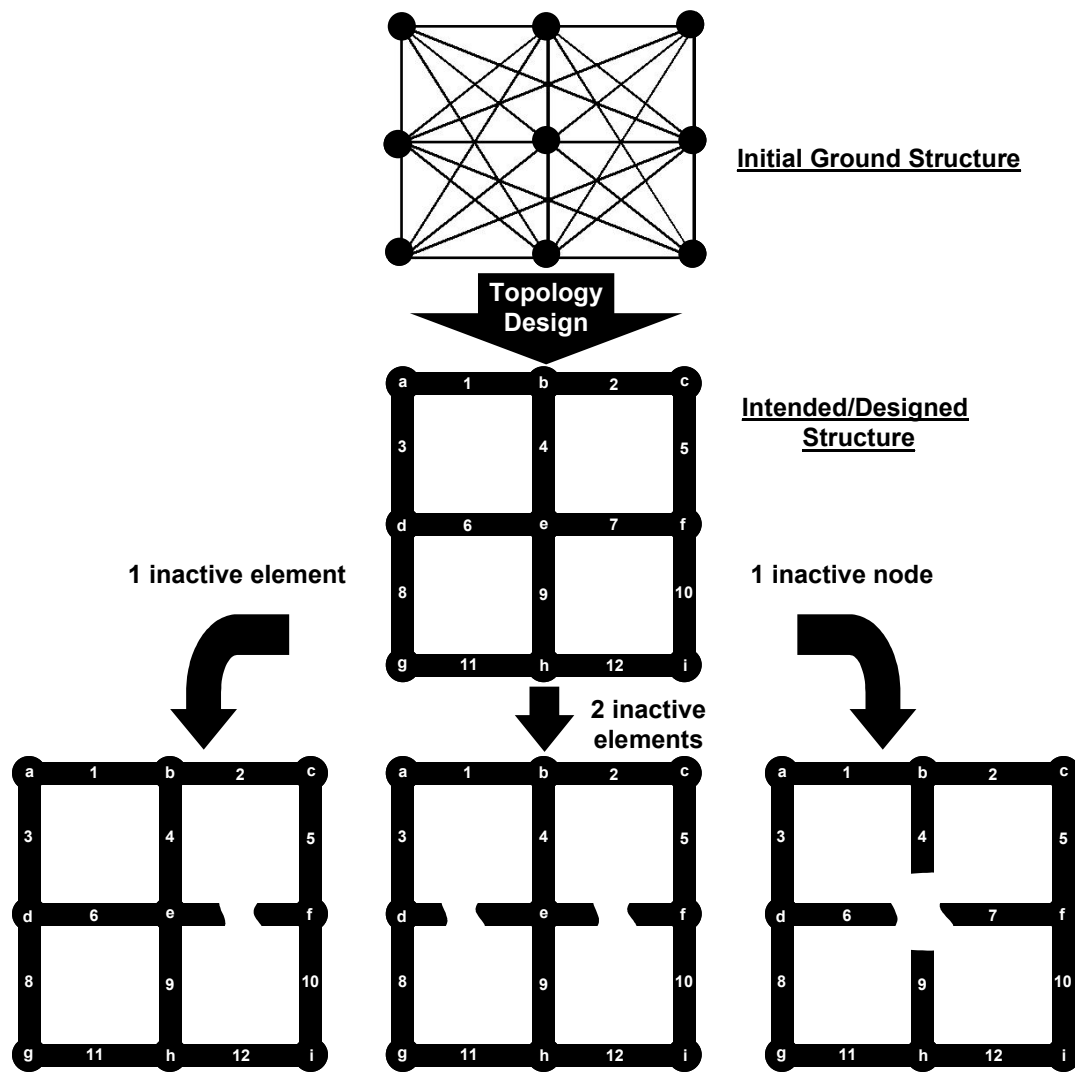 Initial Ground Structure
Topology
Design
a 1 b 2 c
Intended/Designed
Structure
3 4 5
d 6 e 7 f
1 inactive element
1 inactive node
8 9 10
g 11 h 12 i
2 inactive
elements
a 1 b 2 c
3 4 5
d 6 e f
8 9 10
g 11 h 12 i
a 1 b 2 c
3 4 5
d e f
8 9 10
g 11 h 12 i
a 1 b 2 c
3 4 5
d 6 7 f
8 9 10
g 11 h 12 i